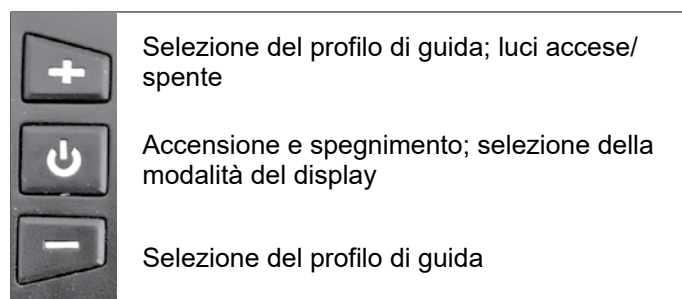 Selezione del profilo di guida; luci accese/
spente
Accensione e spegnimento; selezione della
modalità del display
Selezione del profilo di guida